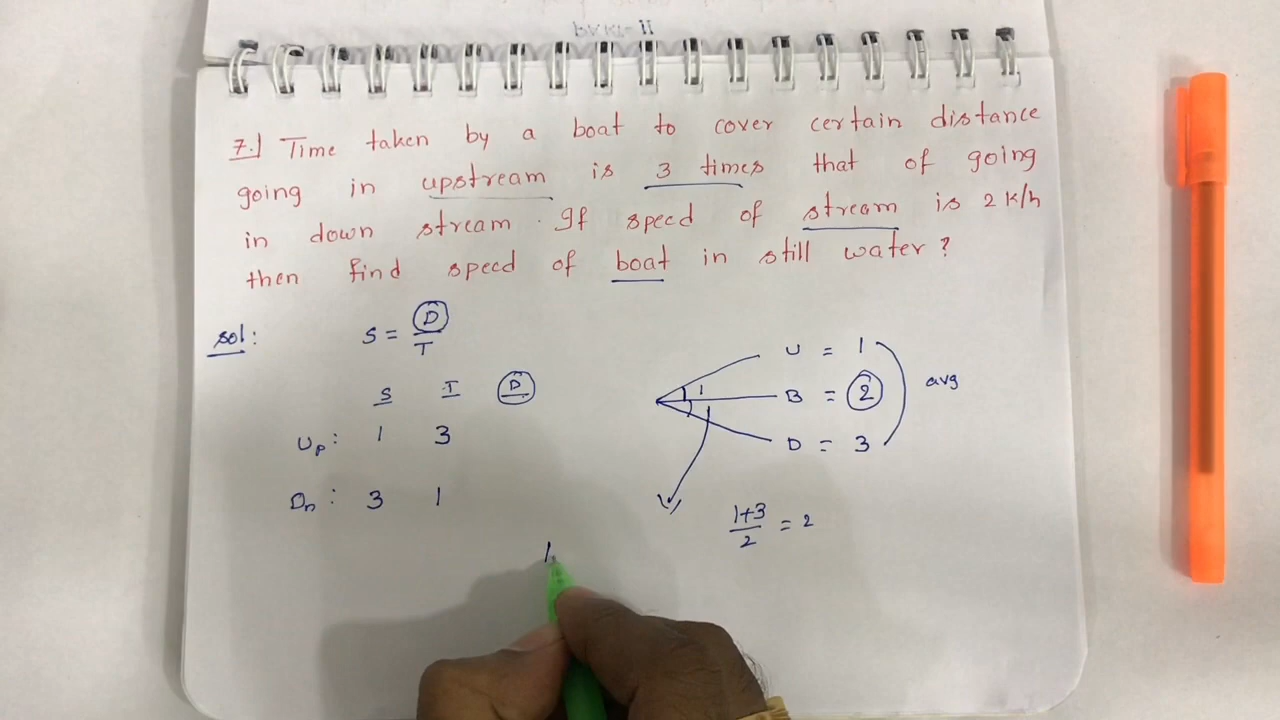 7.) Time taken by a boat to cover certain distance
going in upstream is 3 times that of going
in down stream. If speed of stream is 2 k/h
then find speed of boat in still water?
sol:
S = D/T
S T D
Up: 1 3
Dn: 3 1
U = 1
1 B = 2 avg
D = 3
1+3/2 = 2
1